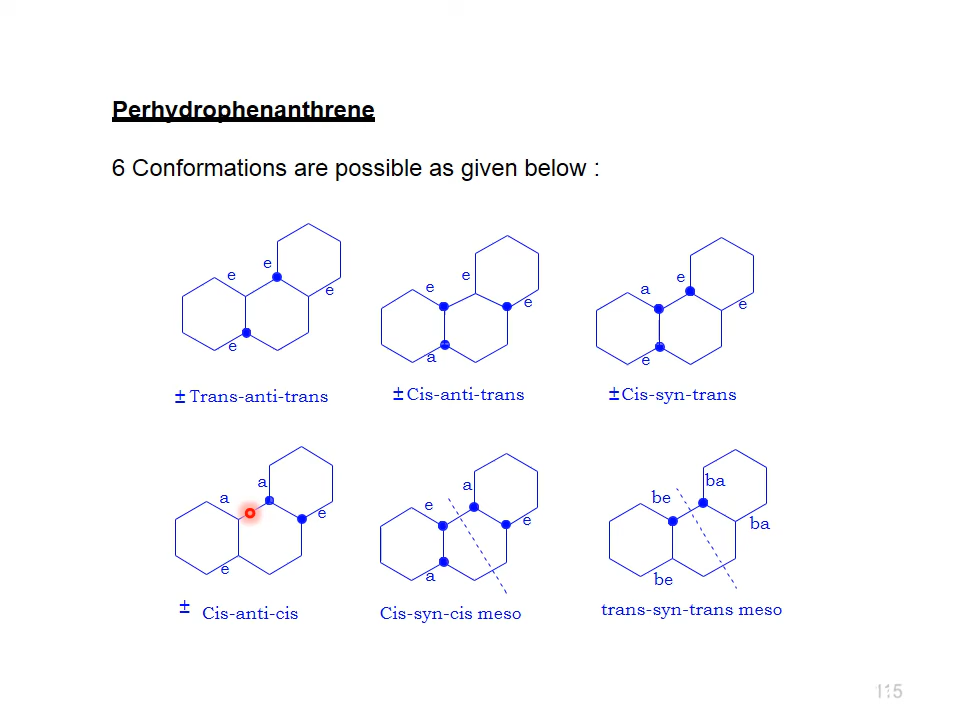 Perhydrophenanthrene
6 Conformations are possible as given below :
e e e e
± Trans-anti-trans
e e e a
± Cis-anti-trans
a e e e
± Cis-syn-trans
a a e e
± Cis-anti-cis
e a e a
Cis-syn-cis meso
be ba ba be
trans-syn-trans meso
115